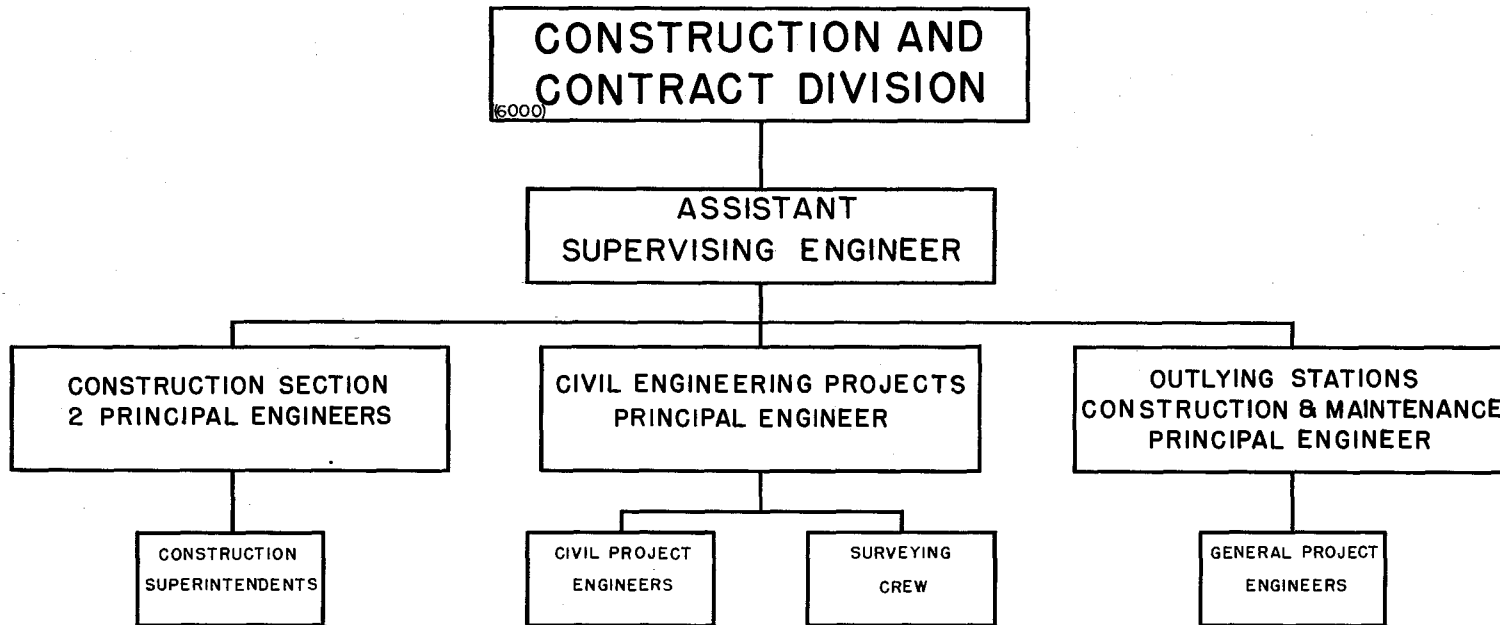 CONSTRUCTION AND
CONTRACT DIVISION
(6000)
ASSISTANT
SUPERVISING ENGINEER
CONSTRUCTION SECTION
2 PRINCIPAL ENGINEERS
CIVIL ENGINEERING PROJECTS
PRINCIPAL ENGINEER
OUTLYING STATIONS
CONSTRUCTION & MAINTENANCE
PRINCIPAL ENGINEER
CONSTRUCTION
SUPERINTENDENTS
CIVIL PROJECT
ENGINEERS
SURVEYING
CREW
GENERAL PROJECT
ENGINEERS